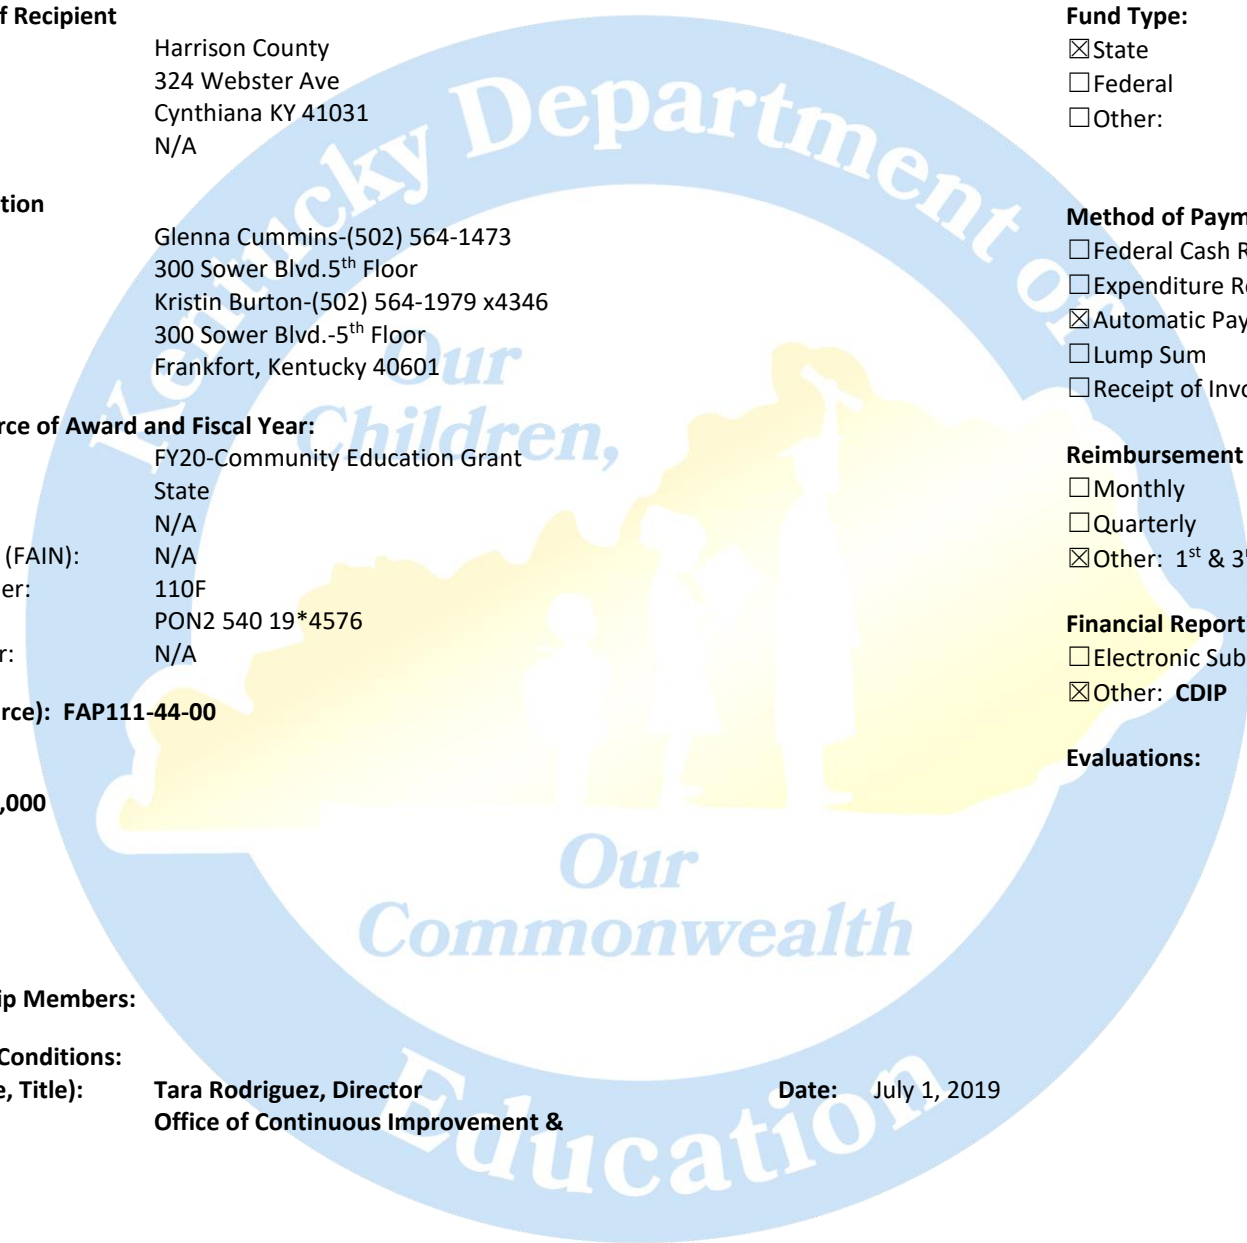 f Recipient
Harrison County
324 Webster Ave
Cynthiana KY 41031
N/A
tion
Glenna Cummins-(502) 564-1473
300 Sower Blvd.5th Floor
Kristin Burton-(502) 564-1979 x4346
300 Sower Blvd.-5th Floor
Frankfort, Kentucky 40601
rce of Award and Fiscal Year:
FY20-Community Education Grant
State
N/A
(FAIN): N/A
er: 110F
PON2 540 19*4576
r: N/A
rce): FAP111-44-00
,000
ip Members:
Conditions:
e, Title): Tara Rodriguez, Director Date: July 1, 2019
Office of Continuous Improvement &
Fund Type:
☒State
☐Federal
☐Other:
Method of Paym
☐Federal Cash R
☐Expenditure Re
☒Automatic Pay
☐Lump Sum
☐Receipt of Invo
Reimbursement
☐Monthly
☐Quarterly
☒Other: 1st & 3
Financial Report
☐Electronic Sub
☒Other: CDIP
Evaluations:
Kentucky Department of
Education
Our
Children,
Our
Commonwealth